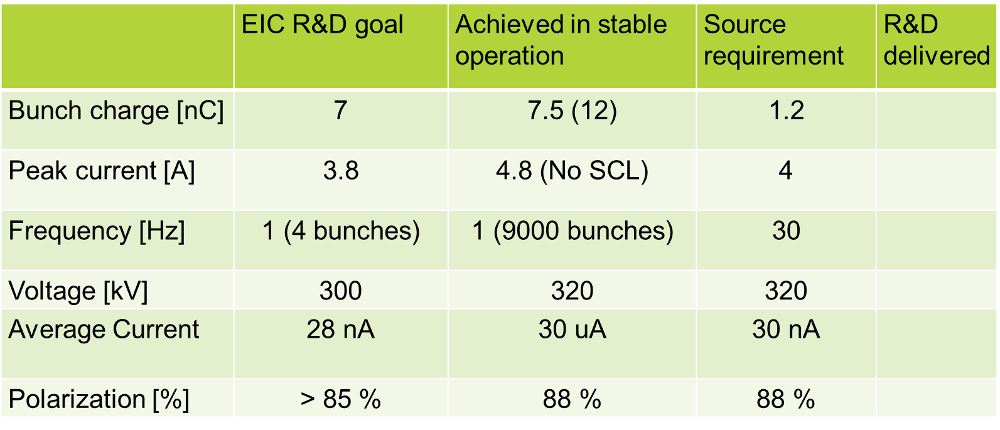 EIC R&D goal
Achieved in stable
operation
Source
requirement
R&D
delivered
Bunch charge [nC]
7
7.5 (12)
1.2
Peak current [A]
3.8
4.8 (No SCL)
4
Frequency [Hz]
1 (4 bunches)
1 (9000 bunches)
30
Voltage [kV]
300
320
320
Average Current
28 nA
30 uA
30 nA
Polarization [%]
> 85 %
88 %
88 %